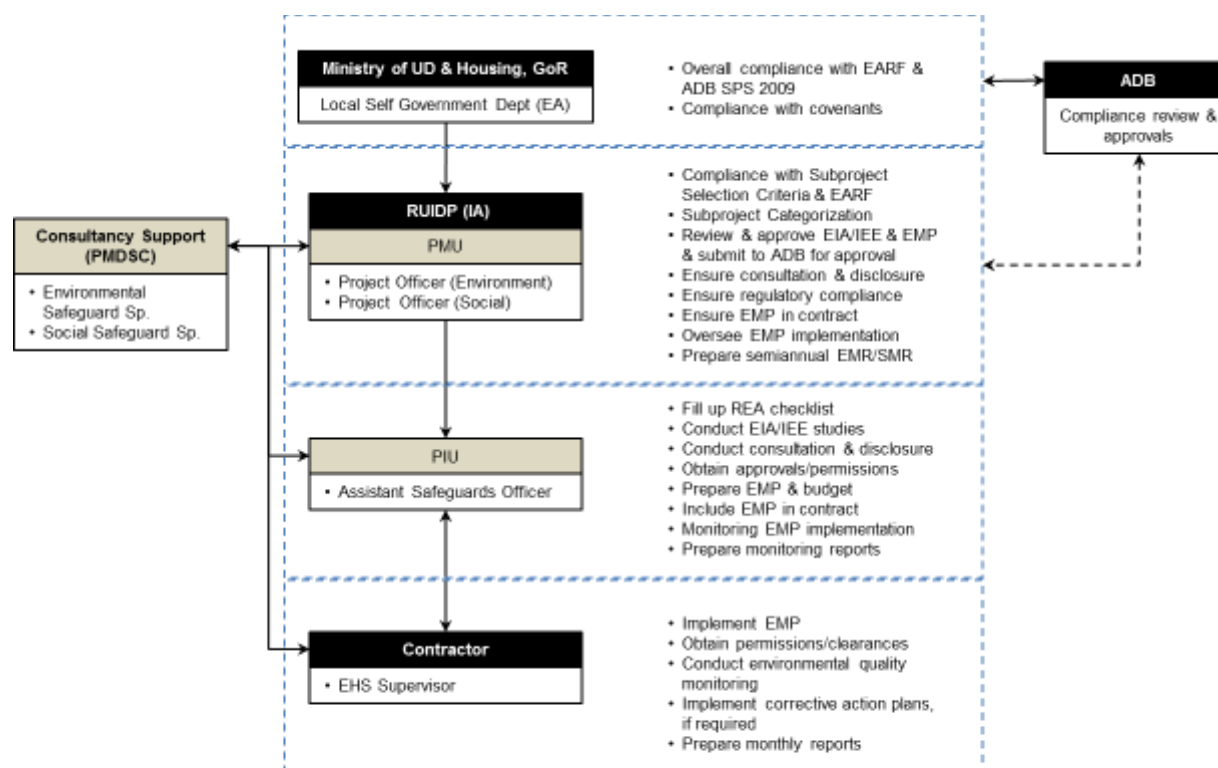 Ministry of UD & Housing, GoR
Local Self Government Dept (EA)
• Overall compliance with EARF &
ADB SPS 2009
• Compliance with covenants
ADB
Compliance review &
approvals
Consultancy Support
(PMDSC)
• Environmental
Safeguard Sp.
• Social Safeguard Sp.
RUIDP (IA)
PMU
• Project Officer (Environment)
• Project Officer (Social)
• Compliance with Subproject
Selection Criteria & EARF
• Subproject Categorization
• Review & approve EIA/IEE & EMP
& submit to ADB for approval
• Ensure consultation & disclosure
• Ensure regulatory compliance
• Ensure EMP in contract
• Oversee EMP implementation
• Prepare semiannual EMR/SMR
PIU
• Assistant Safeguards Officer
• Fill up REA checklist
• Conduct EIA/IEE studies
• Conduct consultation & disclosure
• Obtain approvals/permissions
• Prepare EMP & budget
• Include EMP in contract
• Monitoring EMP implementation
• Prepare monitoring reports
Contractor
• EHS Supervisor
• Implement EMP
• Obtain permissions/clearances
• Conduct environmental quality
monitoring
• Implement corrective action plans,
if required
• Prepare monthly reports